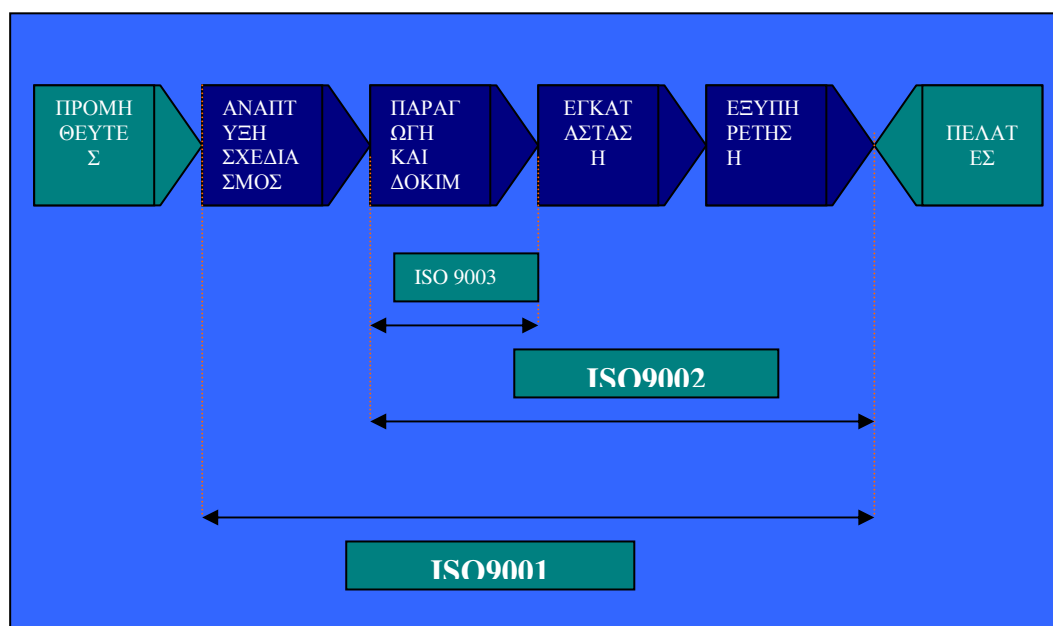 ΠΡΟΜΗ
ΘΕΥΤΕ
Σ
ΑΝΑΠΤ
ΥΞΗ
ΣΧΕΔΙΑ
ΣΜΟΣ
ΠΑΡΑΓ
ΩΓΗ
ΚΑΙ
ΔΟΚΙΜ
ΕΓΚΑΤ
ΑΣΤΑΣ
Η
ΕΞΥΠΗ
ΡΕΤΗΣ
Η
ΠΕΛΑΤ
ΕΣ
ISO 9003
ISO9002
ISO9001